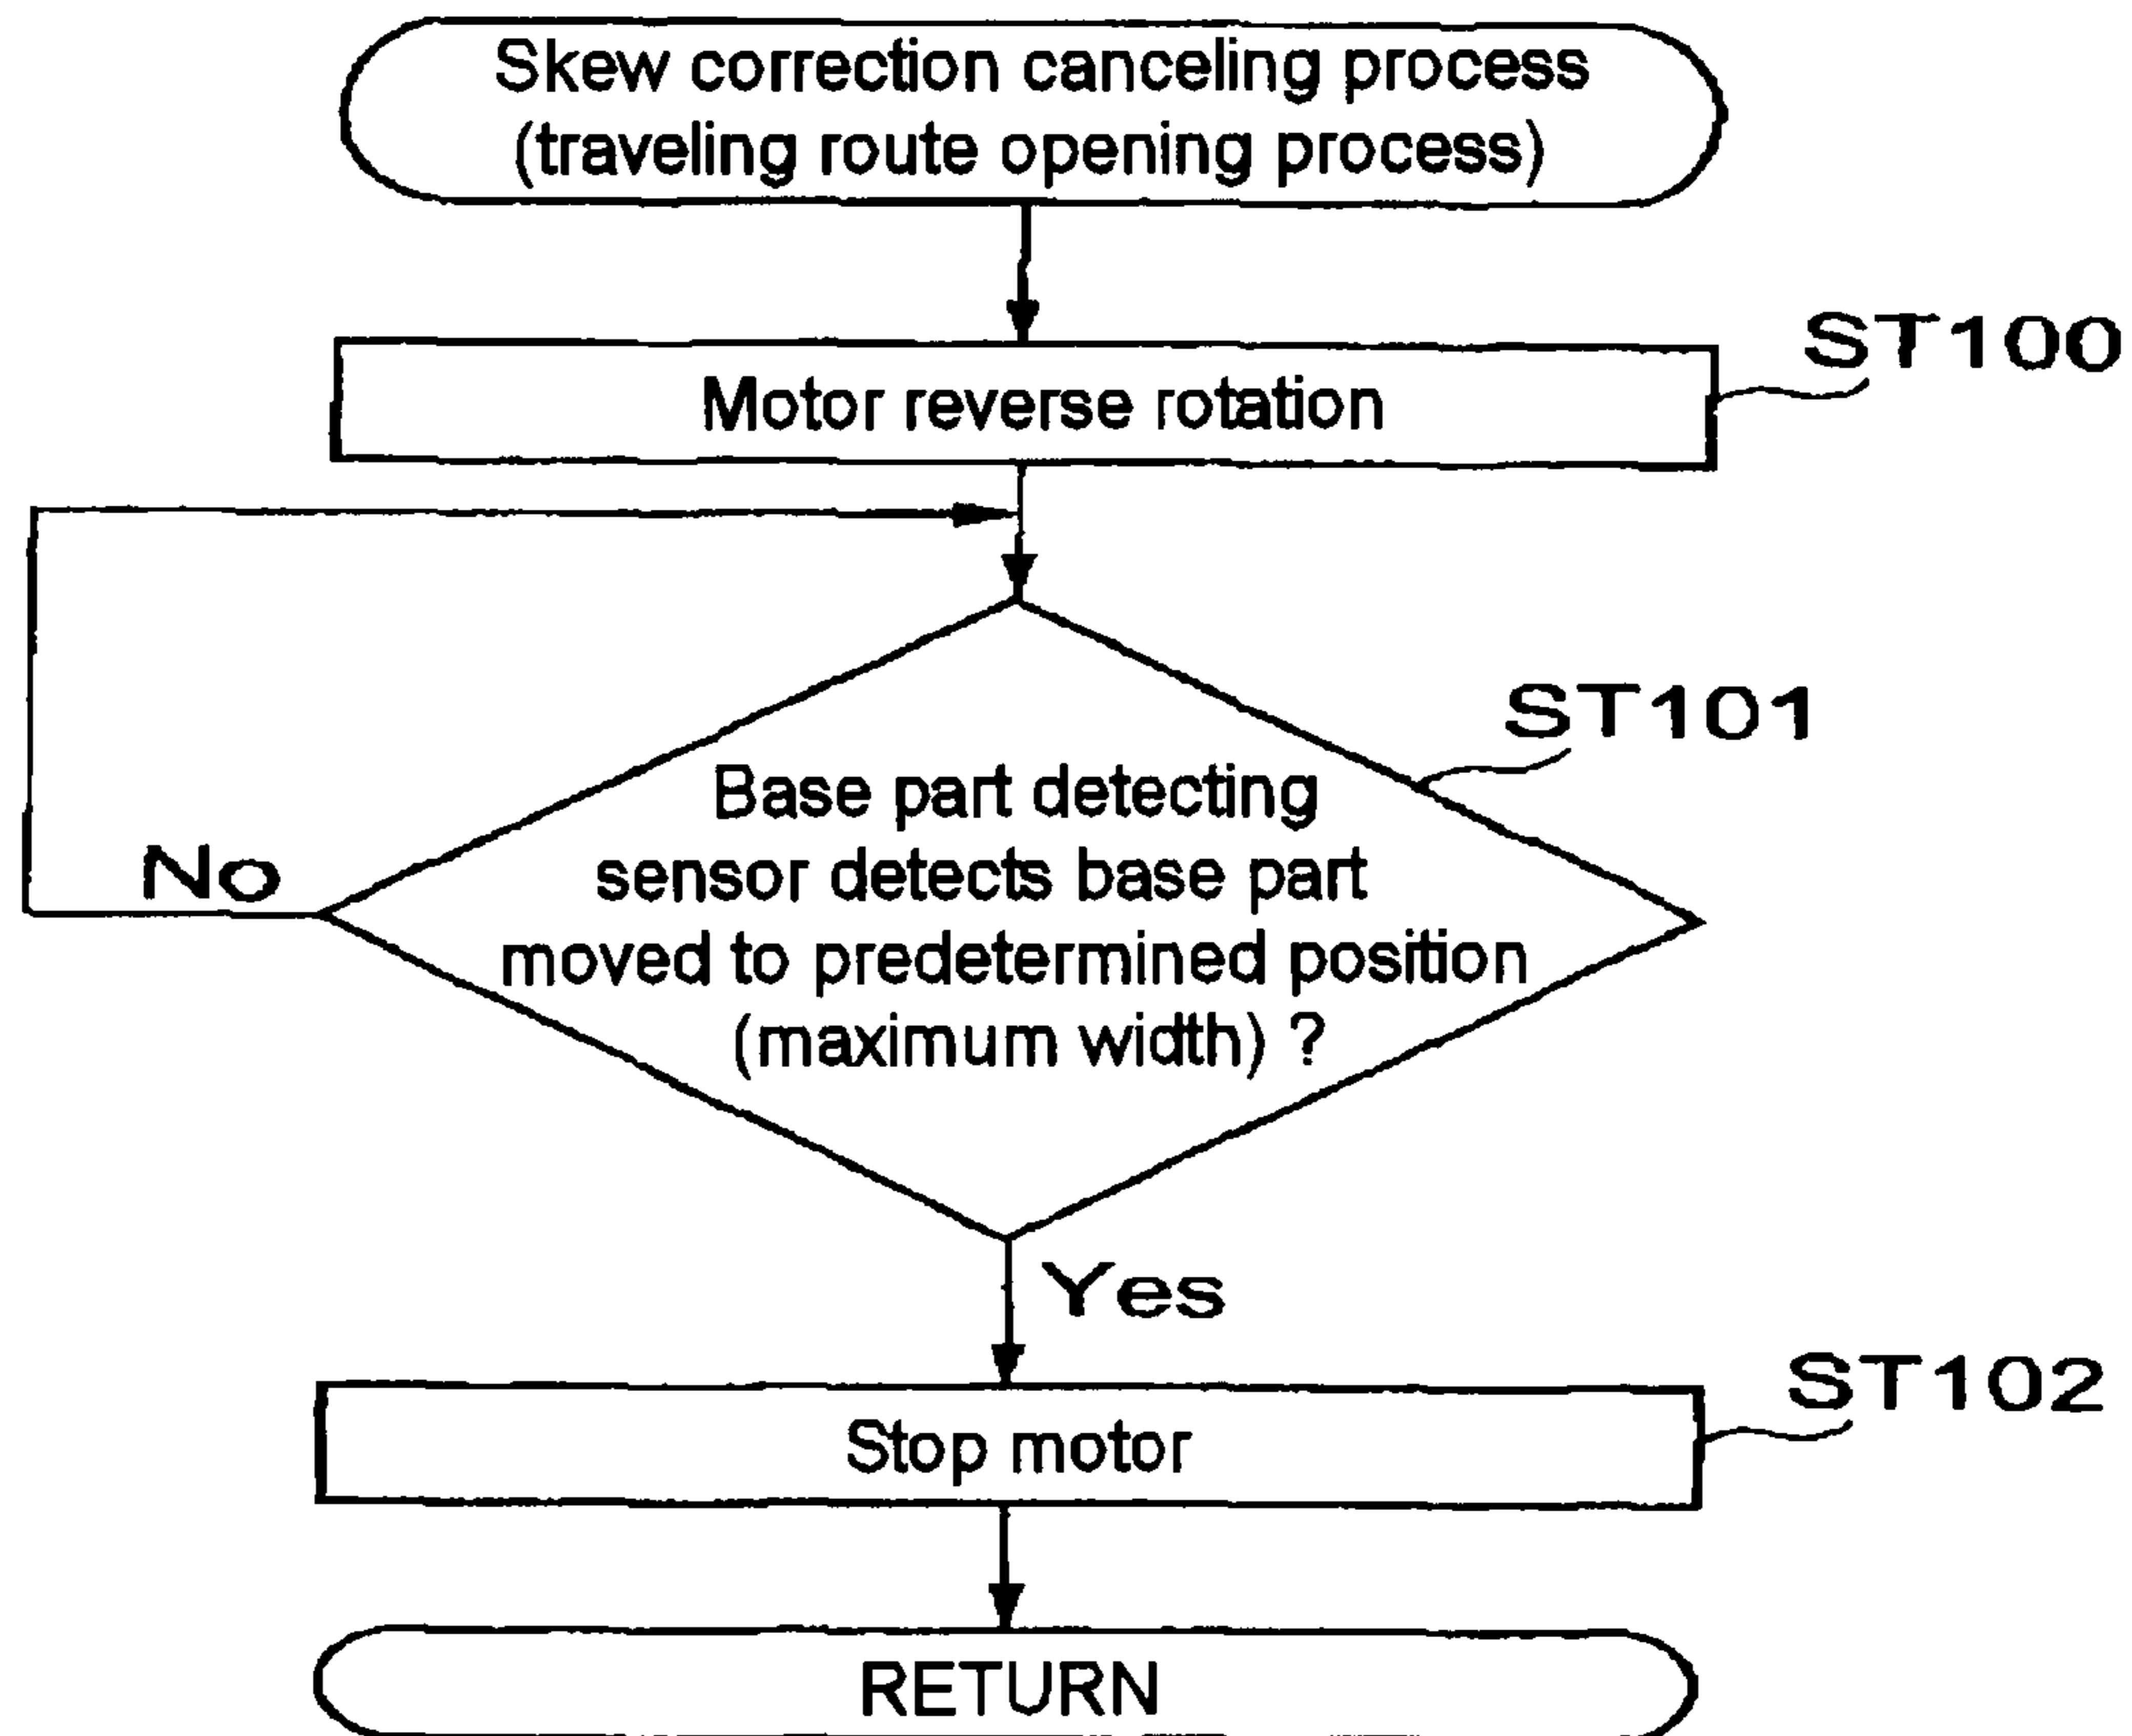 Skew correction canceling process
(traveling route opening process)
ST100
Motor reverse rotation
ST101
Base part detecting
sensor detects base part
moved to predetermined position
(maximum width) ?
No
Yes
ST102
Stop motor
RETURN